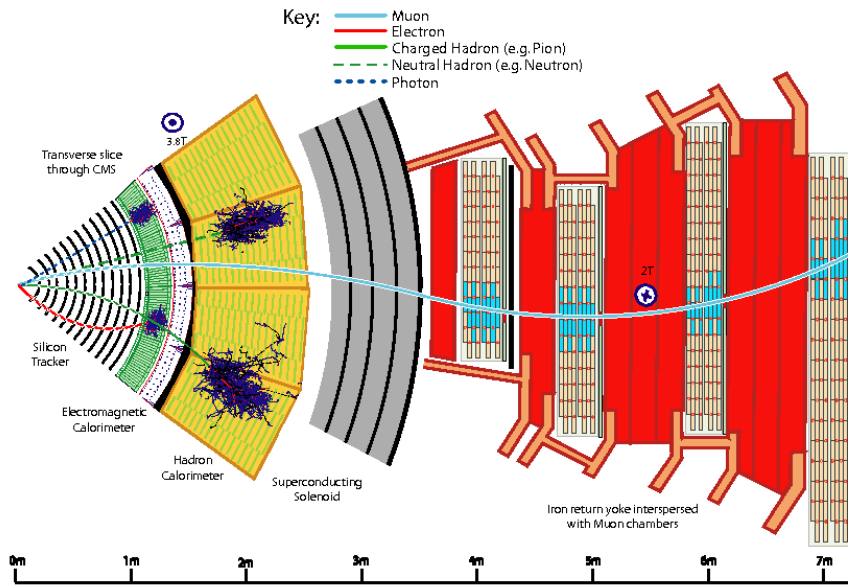 Key:
Muon
Electron
Charged Hadron (e.g. Pion)
Neutral Hadron (e.g. Neutron)
Photon
3.8T
Transverse slice
through CMS
2T
Silicon
Tracker
Electromagnetic
Calorimeter
Hadron
Calorimeter
Superconducting
Solenoid
Iron return yoke interspersed
with Muon chambers
0m
1m
2m
3m
4m
5m
6m
7m